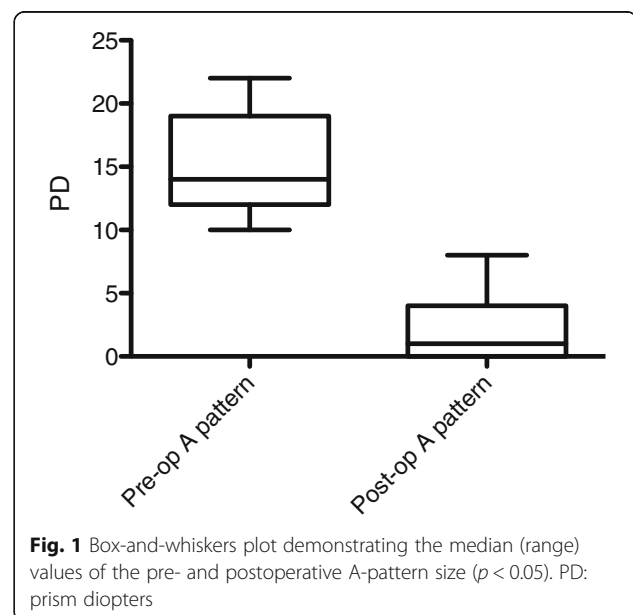 25
20
15
10
5
0
PD
Pre-op A pattern
Post-op A pattern
Fig. 1 Box-and-whiskers plot demonstrating the median (range)
values of the pre- and postoperative A-pattern size (p < 0.05). PD:
prism diopters